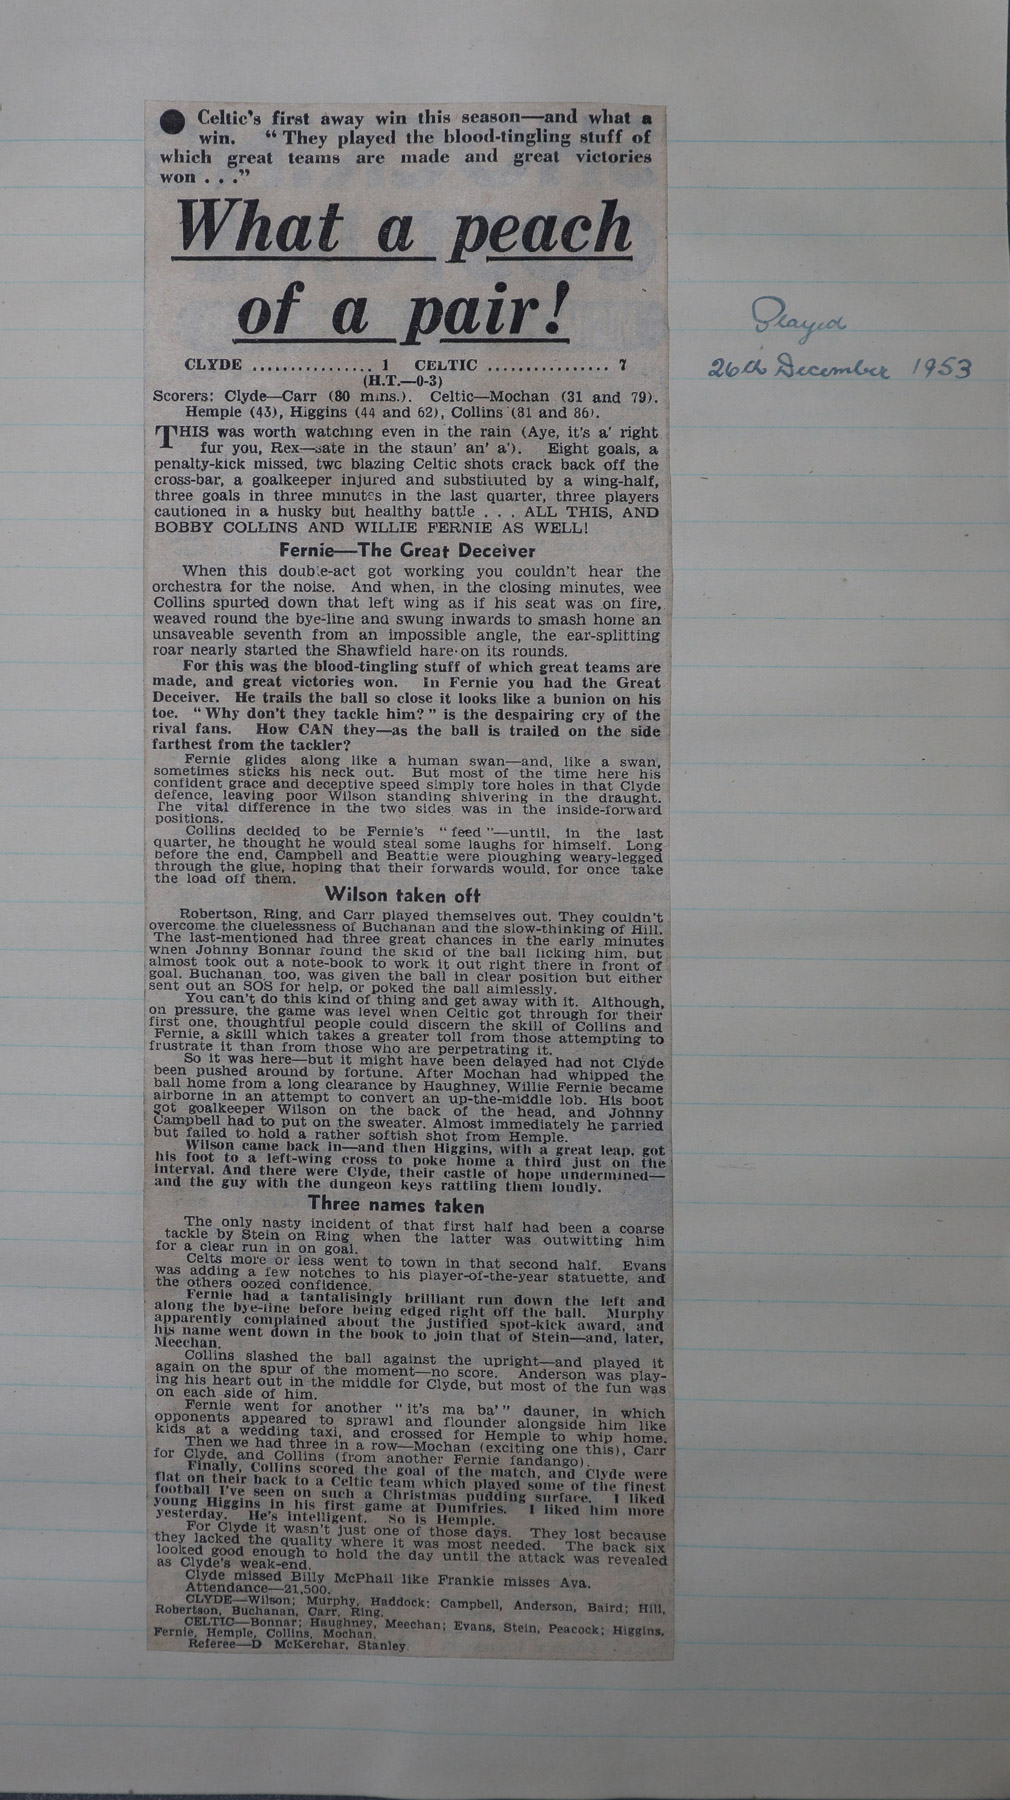 ● Celtic's first away win this season—and what a
win. "They played the blood-tingling stuff of
which great teams are made and great victories
won . . ."
What a peach
of a pair!
CLYDE ............... 1 CELTIC ............... 7
(H.T.—0-3)
Scorers: Clyde—Carr (80 mins.). Celtic—Mochan (31 and 79).
Hemple (43), Higgins (44 and 62), Collins (81 and 86).
THIS was worth watching even in the rain (Aye, it's a' right
fur you, Rex—sate in the staun' an' a'). Eight goals, a
penalty-kick missed, two blazing Celtic shots crack back off the
cross-bar, a goalkeeper injured and substituted by a wing-half,
three goals in three minutes in the last quarter, three players
cautioned in a husky but healthy battle . . . ALL THIS, AND
BOBBY COLLINS AND WILLIE FERNIE AS WELL!
Fernie—The Great Deceiver
When this double-act got working you couldn't hear the
orchestra for the noise. And when, in the closing minutes, wee
Collins spurted down that left wing as if his seat was on fire,
weaved round the bye-line and swung inwards to smash home an
unsaveable seventh from an impossible angle, the ear-splitting
roar nearly started the Shawfield hare on its rounds.
For this was the blood-tingling stuff of which great teams are
made, and great victories won. In Fernie you had the Great
Deceiver. He trails the ball so close it looks like a bunion on his
toe. "Why don't they tackle him?" is the despairing cry of the
rival fans. How CAN they—as the ball is trailed on the side
farthest from the tackler?
Fernie glides along like a human swan—and, like a swan,
sometimes sticks his neck out. But most of the time here his
confident grace and deceptive speed simply tore holes in that Clyde
defence, leaving poor Wilson standing shivering in the draught.
The vital difference in the two sides was in the inside-forward
positions.
Collins decided to be Fernie's "feed"—until, in the last
quarter, he thought he would steal some laughs for himself. Long
before the end, Campbell and Beattie were ploughing weary-legged
through the glue, hoping that their forwards would, for once take
the load off them.
Wilson taken off
Robertson, Ring, and Carr played themselves out. They couldn't
overcome the cluelessness of Buchanan and the slow-thinking of Hill.
The last-mentioned had three great chances in the early minutes
when Johnny Bonnar found the skid of the ball licking him, but
almost took out a note-book to work it out right there in front of
goal. Buchanan, too, was given the ball in clear position but either
sent out an SOS for help, or poked the ball aimlessly.
You can't do this kind of thing and get away with it. Although,
on pressure, the game was level when Celtic got through for their
first one, thoughtful people could discern the skill of Collins and
Fernie, a skill which takes a greater toll from those attempting to
frustrate it than from those who are perpetrating it.
So it was here—but it might have been delayed had not Clyde
been pushed around by fortune. After Mochan had whipped the
ball home from a long clearance by Haughney, Willie Fernie became
airborne in an attempt to convert an up-the-middle lob. His boot
got goalkeeper Wilson on the back of the head, and Johnny
Campbell had to put on the sweater. Almost immediately he parried
but failed to hold a rather softish shot from Hemple.
Wilson came back in—and then Higgins, with a great leap, got
his foot to a left-wing cross to poke home a third just on the
interval. And there were Clyde, their castle of hope undermined—
and the guy with the dungeon keys rattling them loudly.
Three names taken
The only nasty incident of that first half had been a coarse
tackle by Stein on Ring when the latter was outwitting him
for a clear run in on goal.
Celts more or less went to town in that second half. Evans
was adding a few notches to his player-of-the-year statuette, and
the others oozed confidence.
Fernie had a tantalisingly brilliant run down the left and
along the bye-line before being edged right off the ball. Murphy
apparently complained about the justified spot-kick award, and
his name went down in the book to join that of Stein—and, later,
Meechan.
Collins slashed the ball against the upright—and played it
again on the spur of the moment—no score. Anderson was play-
ing his heart out in the middle for Clyde, but most of the fun was
on each side of him.
Fernie went for another "it's ma ba'" dauner, in which
opponents appeared to sprawl and flounder alongside him like
kids at a wedding taxi, and crossed for Hemple to whip home.
Then we had three in a row—Mochan (exciting one this), Carr
for Clyde, and Collins (from another Fernie fandango).
Finally, Collins scored the goal of the match, and Clyde were
flat on their back to a Celtic team which played some of the finest
football I've seen on such a Christmas pudding surface. I liked
young Higgins in his first game at Dumfries. I liked him more
yesterday. He's intelligent. So is Hemple.
For Clyde it wasn't just one of those days. They lost because
they lacked the quality where it was most needed. The back six
looked good enough to hold the day until the attack was revealed
as Clyde's weak-end.
Clyde missed Billy McPhail like Frankie misses Ava.
Attendance—21,500.
CLYDE—Wilson; Murphy, Haddock; Campbell, Anderson, Baird; Hill,
Robertson, Buchanan, Carr, Ring.
CELTIC—Bonnar; Haughney, Meechan; Evans, Stein, Peacock; Higgins,
Fernie, Hemple, Collins, Mochan.
Referee—D McKerchar, Stanley.
Played
26th December 1953